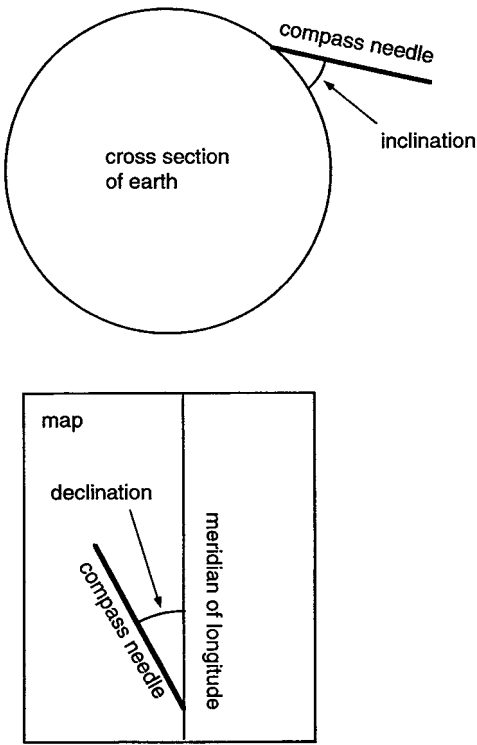 compass needle
inclination
cross section
of earth
map
declination
compass needle
meridian of longitude